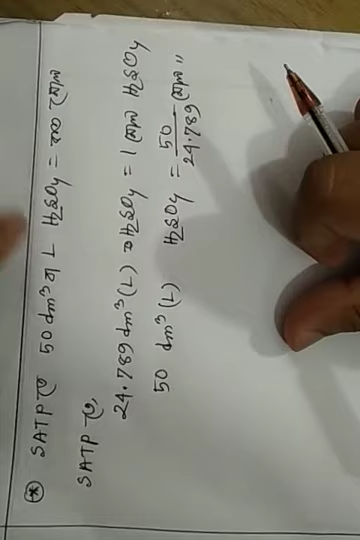 * SATP তে 50 dm³ বা L H₂SO₄ = কত মোল
SATP তে,
24.789 dm³ (L) H₂SO₄ = 1 মোল H₂SO₄
50 dm³ (L) H₂SO₄ = 50/24.789 মোল "